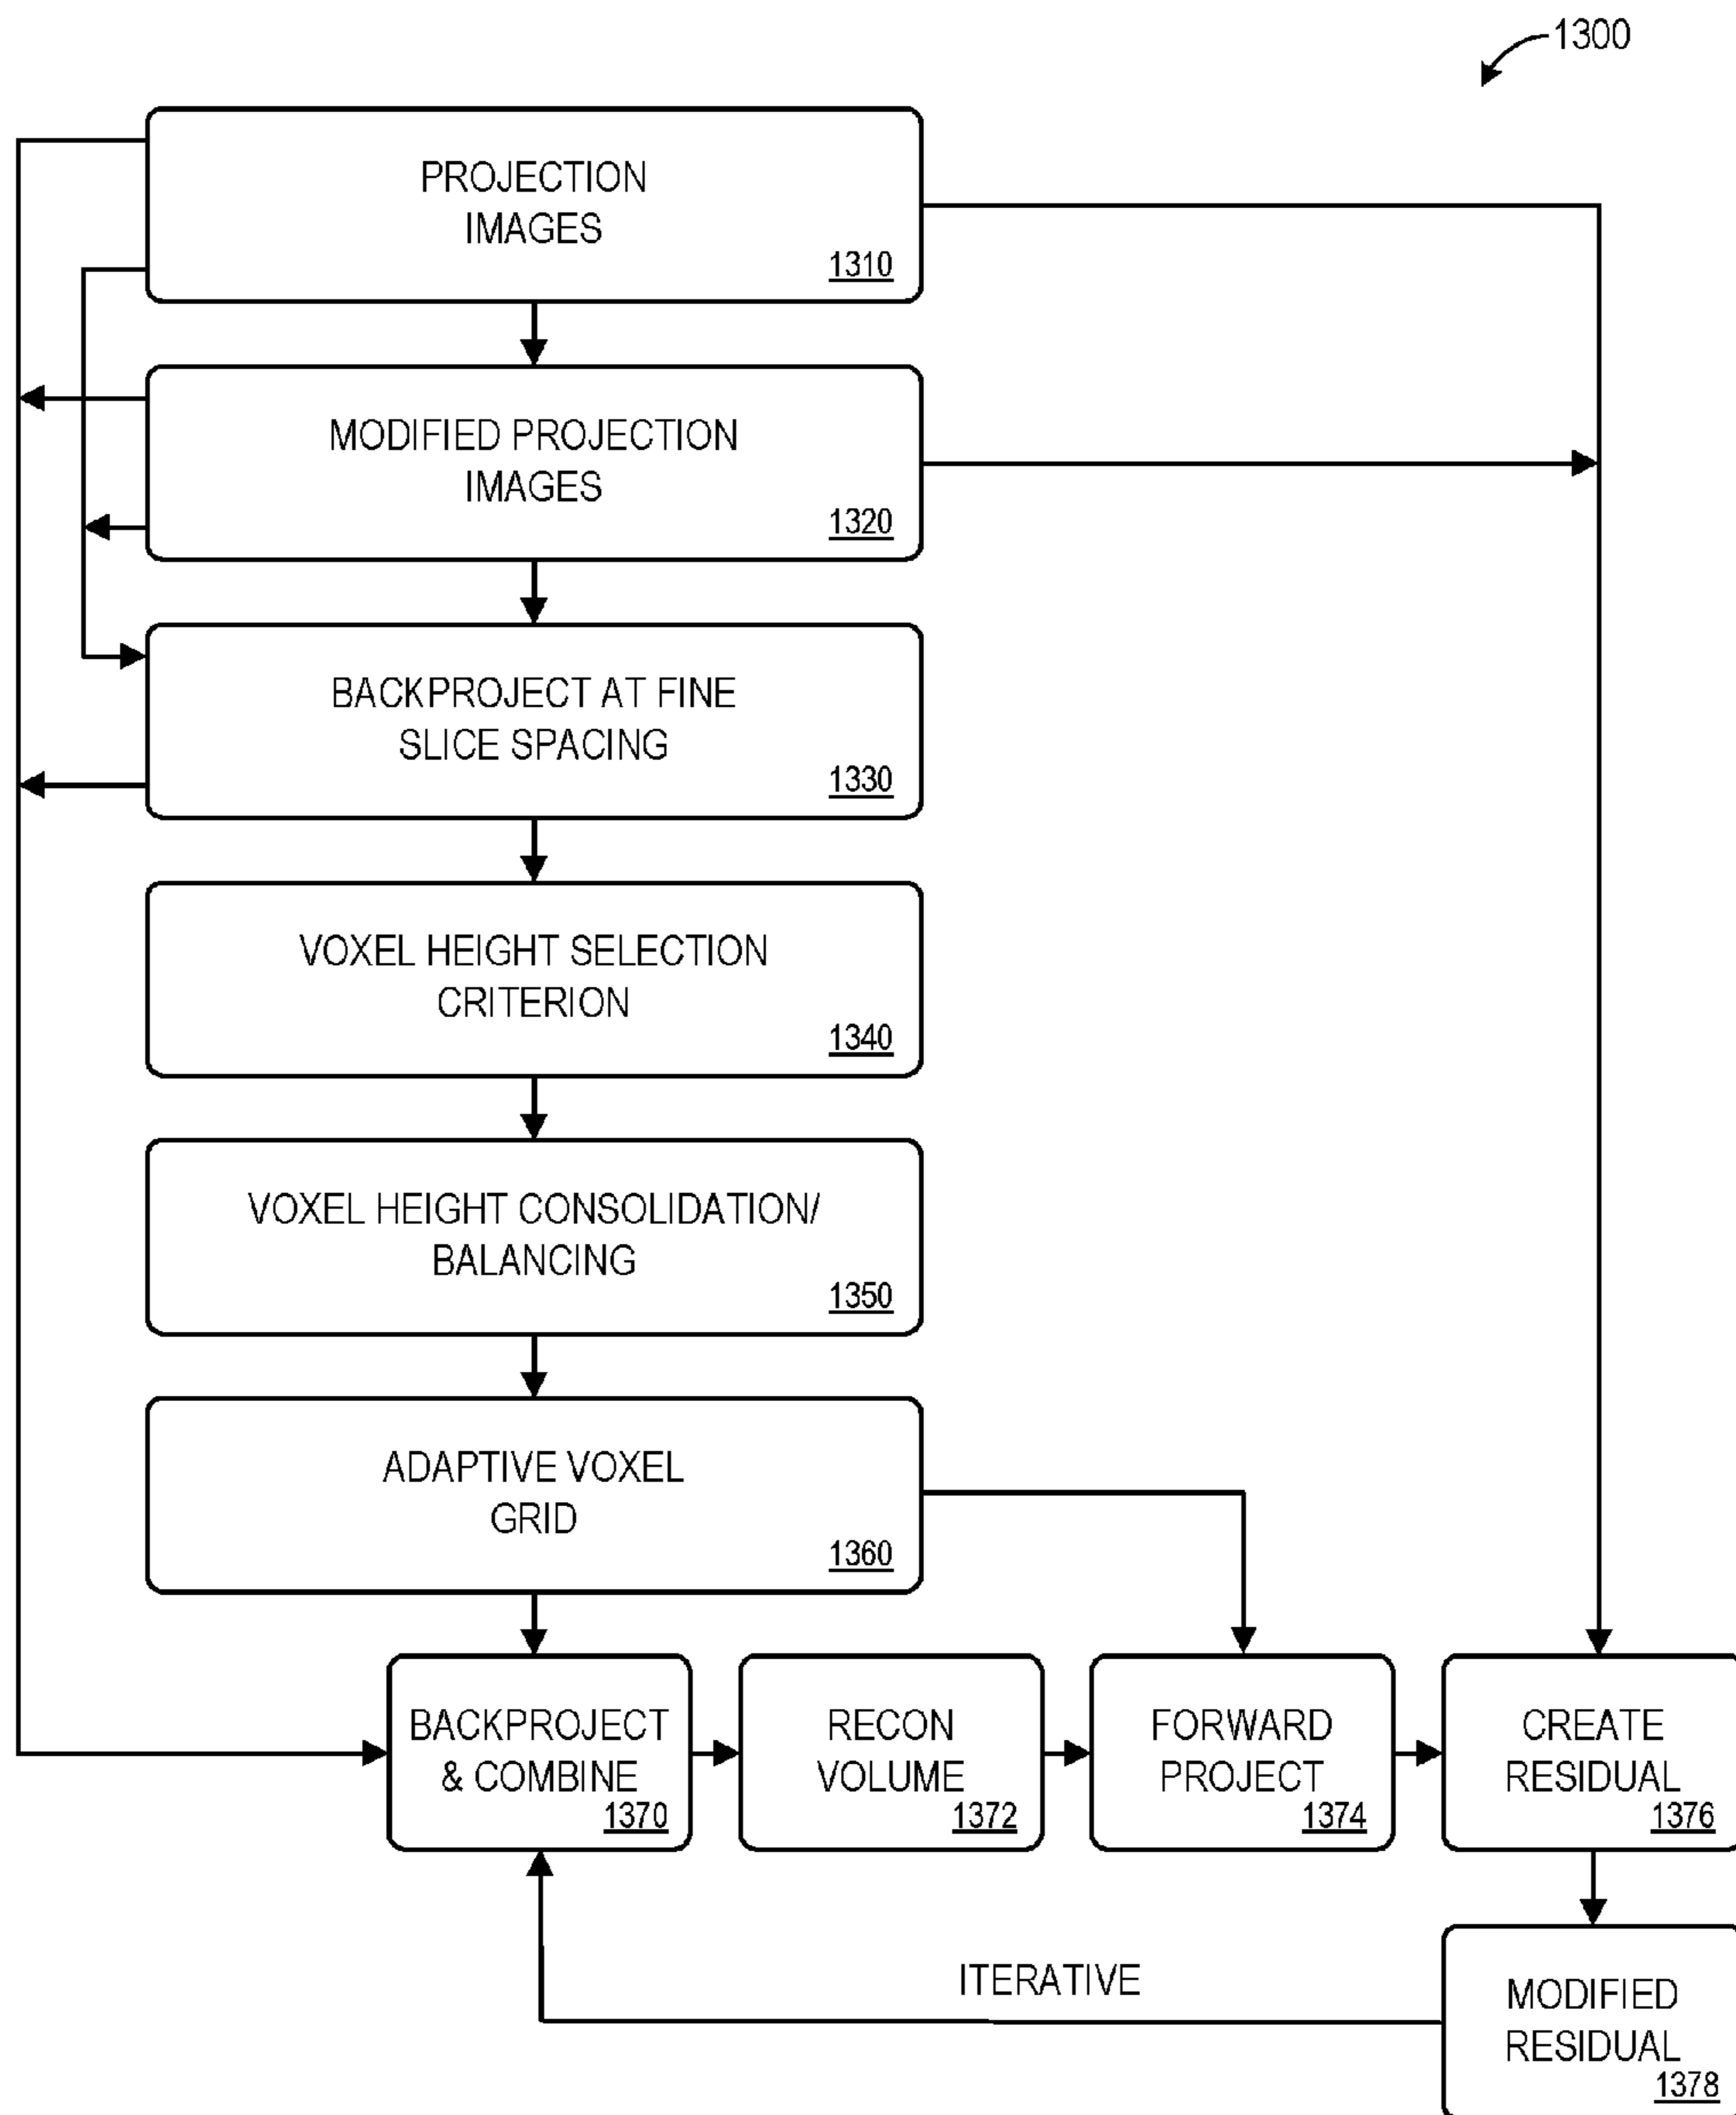 1300
PROJECTION
IMAGES
1310
MODIFIED PROJECTION
IMAGES
1320
BACKPROJECT AT FINE
SLICE SPACING
1330
VOXEL HEIGHT SELECTION
CRITERION
1340
VOXEL HEIGHT CONSOLIDATION/
BALANCING
1350
ADAPTIVE VOXEL
GRID
1360
BACKPROJECT
& COMBINE
1370
RECON
VOLUME
1372
FORWARD
PROJECT
1374
CREATE
RESIDUAL
1376
ITERATIVE
MODIFIED
RESIDUAL
1378